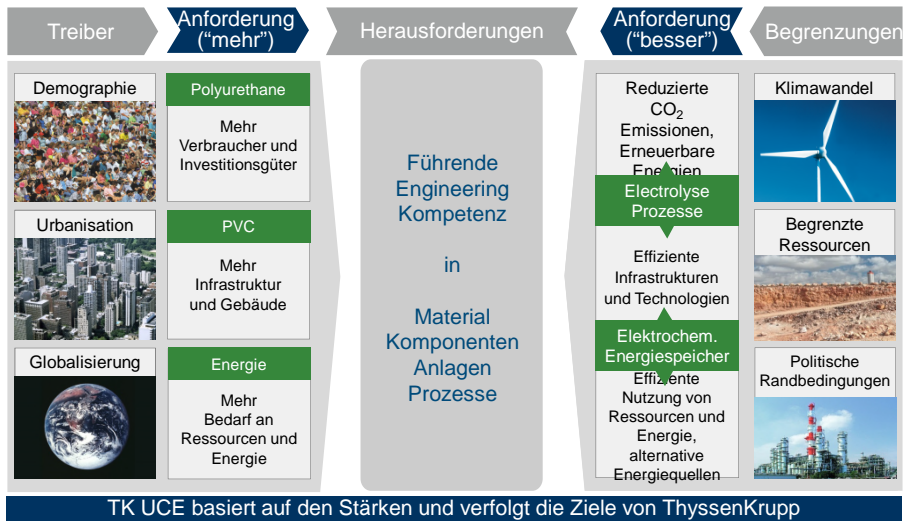 Treiber
Anforderung
(“mehr”)
Herausforderungen
Anforderung
(“besser”)
Begrenzungen
Demographie
Polyurethane
Mehr
Verbraucher und
Investitionsgüter
Urbanisation
PVC
Mehr
Infrastruktur
und Gebäude
Globalisierung
Energie
Mehr
Bedarf an
Ressourcen und
Energie
Führende
Engineering
Kompetenz
in
Material
Komponenten
Anlagen
Prozesse
Reduzierte
CO₂
Emissionen,
Erneuerbare
Energien
Electrolyse
Prozesse
Effiziente
Infrastrukturen
und Technologien
Elektrochem.
Energiespeicher
Effiziente
Nutzung von
Ressourcen und
Energie,
alternative
Energiequellen
Klimawandel
Begrenzte
Ressourcen
Politische
Randbedingungen
TK UCE basiert auf den Stärken und verfolgt die Ziele von ThyssenKrupp